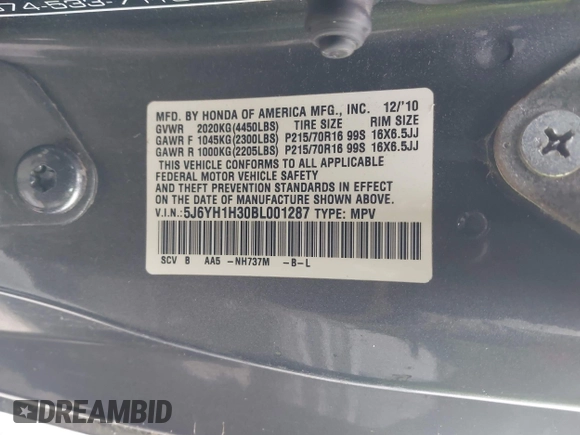 MFD. BY HONDA OF AMERICA MFG., INC. 12/'10
GVWR 2020KG(4450LBS) TIRE SIZE RIM SIZE
GAWR F 1045KG(2300LBS) P215/70R16 99S 16X6.5JJ
GAWR R 1000KG(2205LBS) P215/70R16 99S 16X6.5JJ
THIS VEHICLE CONFORMS TO ALL APPLICABLE
FEDERAL MOTOR VEHICLE SAFETY
AND THEFT PREVENTION STANDARDS IN EFFECT
ON THE DATE OF MANUFACTURE SHOWN ABOVE.
V.I.N.:5J6YH1H30BL001287 TYPE: MPV
SCV B AA5 -NH737M -B-L
DREAMBID